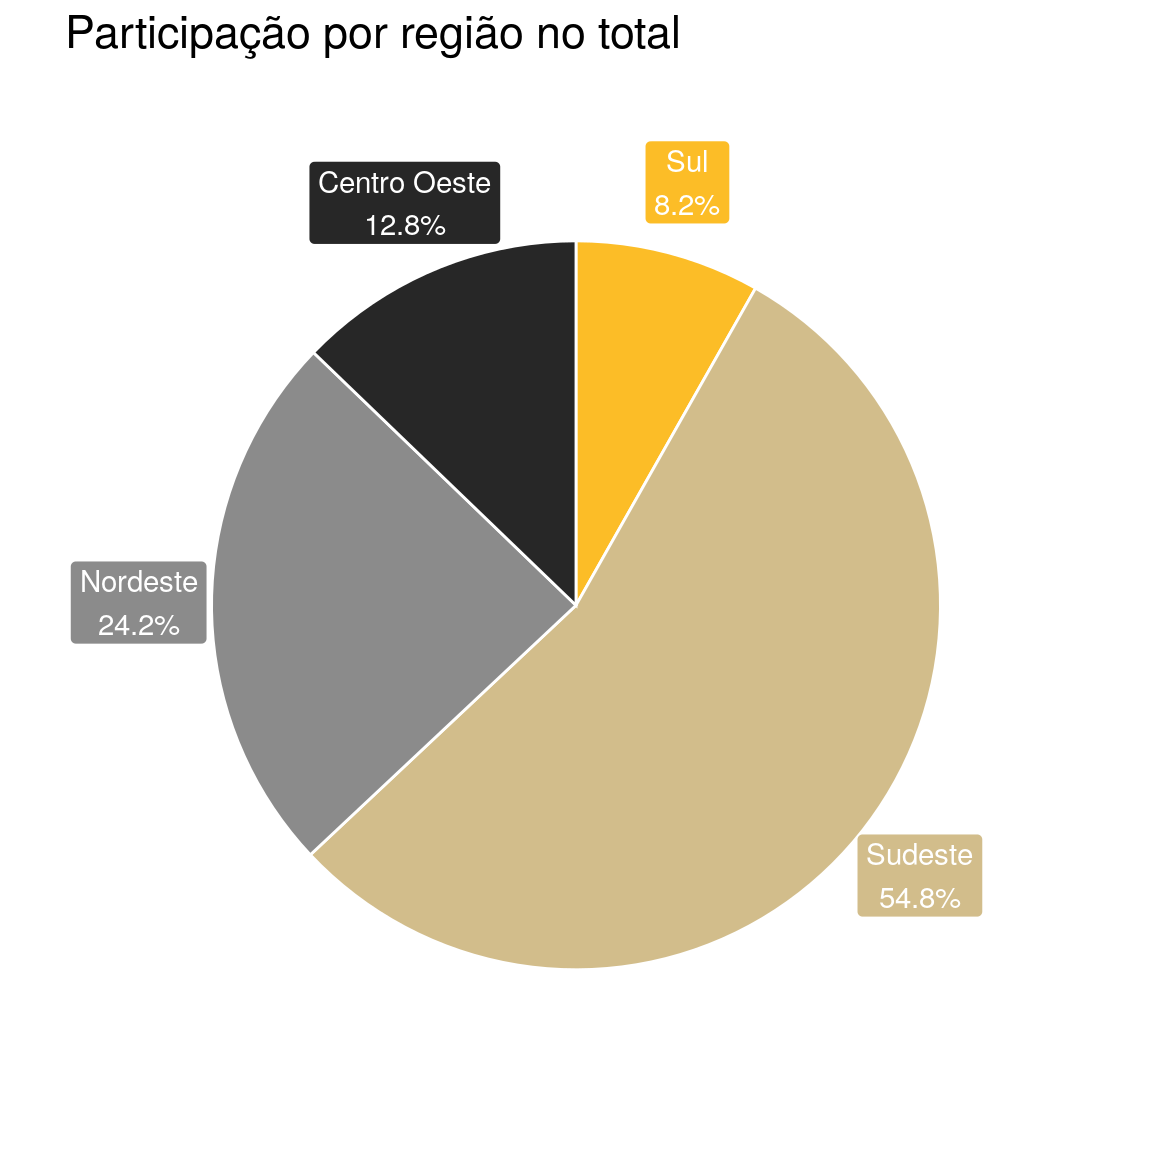 Participação por região no total
Sul
8.2%
Centro Oeste
12.8%
Nordeste
24.2%
Sudeste
54.8%